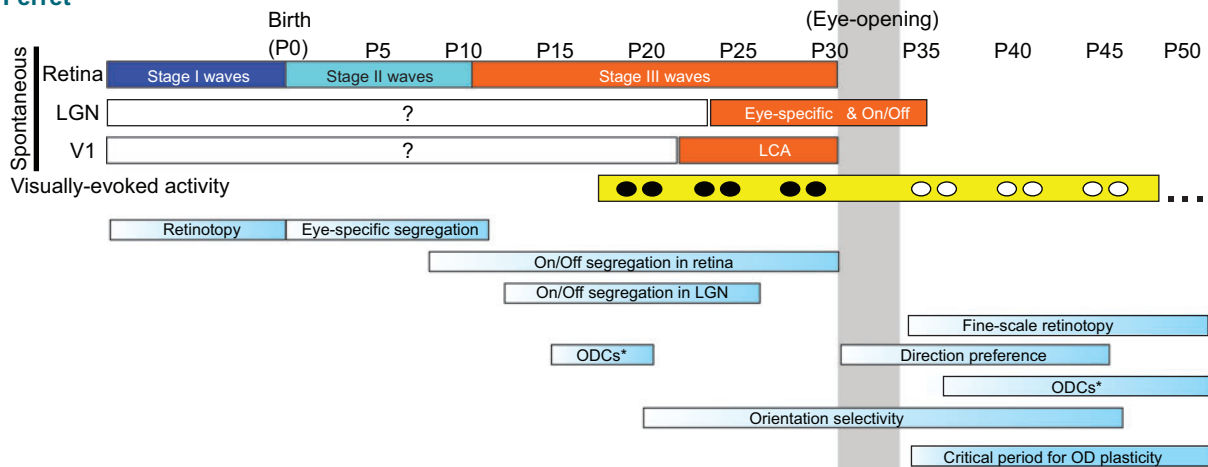 Ferret
Birth (Eye-opening)
(P0) P5 P10 P15 P20 P25 P30 P35 P40 P45 P50
Spontaneous
Retina Stage I waves Stage II waves Stage III waves
LGN ? Eye-specific & On/Off
V1 ? LCA
Visually-evoked activity
Retinotopy Eye-specific segregation
On/Off segregation in retina
On/Off segregation in LGN
Fine-scale retinotopy
ODCs* Direction preference
ODCs*
Orientation selectivity
Critical period for OD plasticity